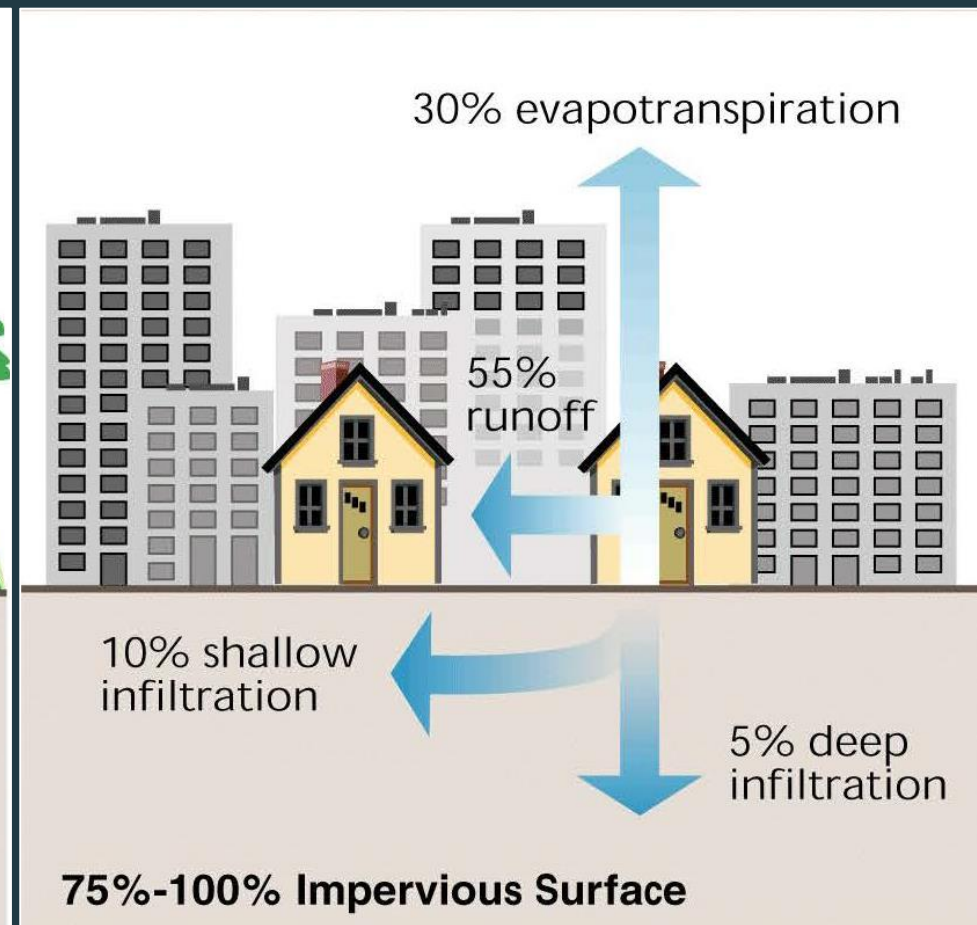 30% evapotranspiration
55%
runoff
10% shallow
infiltration
5% deep
infiltration
75%-100% Impervious Surface